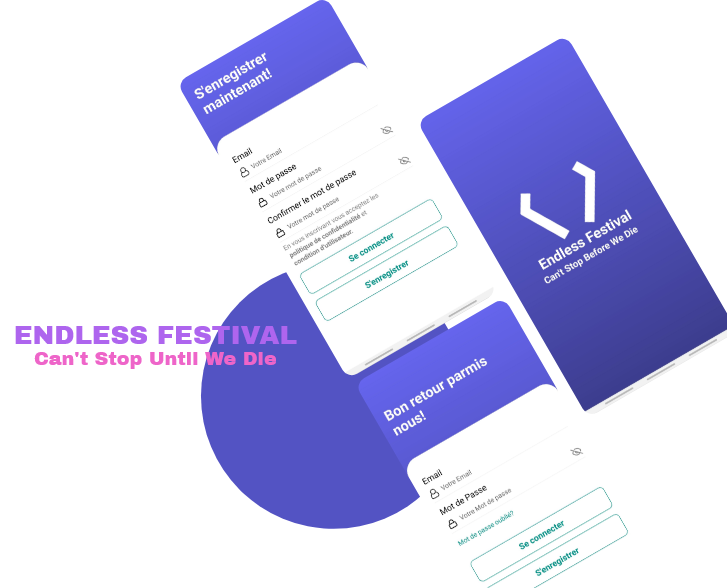 S'enregistrer
maintenant!
Email
Votre Email
Mot de passe
Votre mot de passe
Confirmer le mot de passe
Votre mot de passe
En vous inscrivant vous acceptez les
politique de confidentialité et
condition d'utilisateur.
Se connecter
S'enregistrer
Endless Festival
Can't Stop Before We Die
ENDLESS FESTIVAL
Can't Stop Until We Die
Bon retour parmis
nous!
Email
Votre Email
Mot de Passe
Votre Mot de passe
Mot de passe oublié?
Se connecter
S'enregistrer